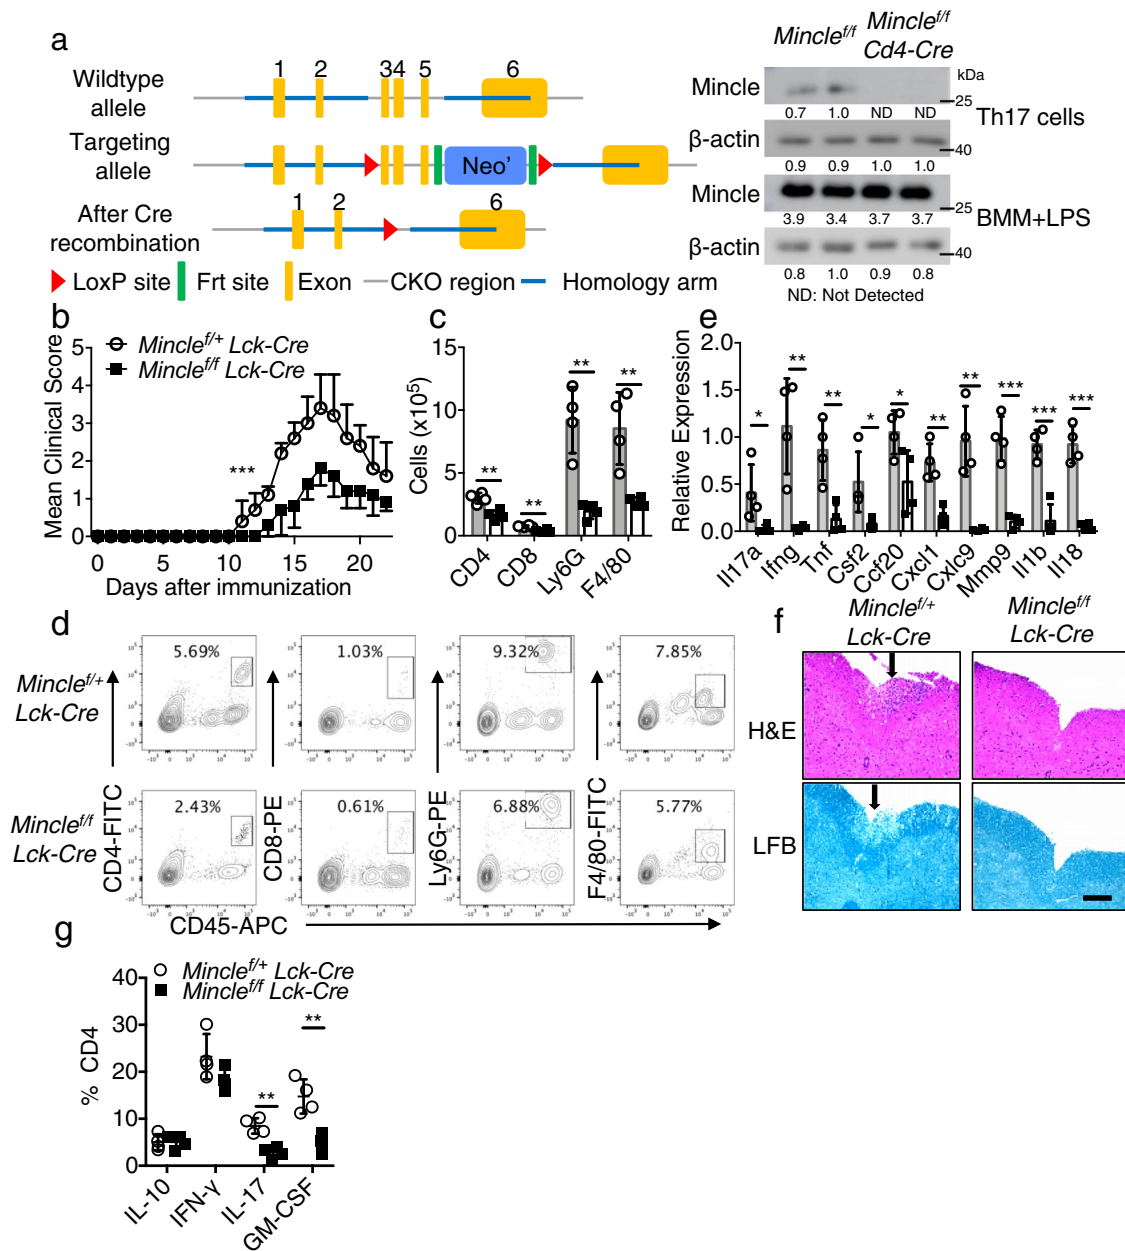 a
Wildtype allele
1 2 34 5 6
Targeting allele
Neo'
After Cre recombination
1 2 6
LoxP site Frt site Exon CKO region Homology arm
Mincle^f/f Mincle^f/f Cd4-Cre
Mincle
kDa
25
0.7 1.0 ND ND
Th17 cells
β-actin
40
0.9 0.9 1.0 1.0
Mincle
25
3.9 3.4 3.7 3.7
BMM+LPS
β-actin
40
0.8 1.0 0.9 0.8
ND: Not Detected
b
Mincle^f/+ Lck-Cre
Mincle^f/f Lck-Cre
Mean Clinical Score
5
4
3
2
1
0
***
0 5 10 15 20
Days after immunization
c
Cells (x10^5)
15
10
5
0
** ** ** **
CD4 CD8 Ly6G F4/80
e
Relative Expression
2.0
1.5
1.0
0.5
0.0
* ** ** * * ** ** *** *** ***
Il17a Ifng Tnf Csf2 Ccf20 Cxcl1 Cxlc9 Mmp9 Il1b Il18
d
Mincle^f/+ Lck-Cre
5.69% 1.03% 9.32% 7.85%
Mincle^f/f Lck-Cre
2.43% 0.61% 6.88% 5.77%
CD4-FITC
CD8-PE
Ly6G-PE
F4/80-FITC
CD45-APC
f
Mincle^f/+ Lck-Cre
Mincle^f/f Lck-Cre
H&E
LFB
g
Mincle^f/+ Lck-Cre
Mincle^f/f Lck-Cre
% CD4
40
30
20
10
0
** **
IL-10 IFN-γ IL-17 GM-CSF